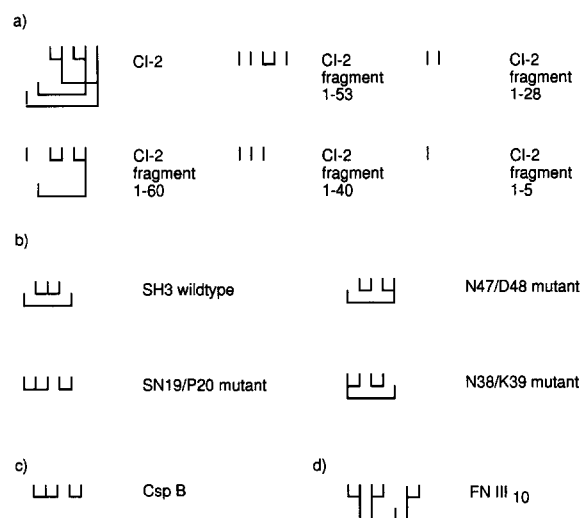 a)
CI-2
CI-2
fragment
1-53
CI-2
fragment
1-28
CI-2
fragment
1-60
CI-2
fragment
1-40
CI-2
fragment
1-5
b)
SH3 wildtype
N47/D48 mutant
SN19/P20 mutant
N38/K39 mutant
c)
Csp B
d)
FN III 10